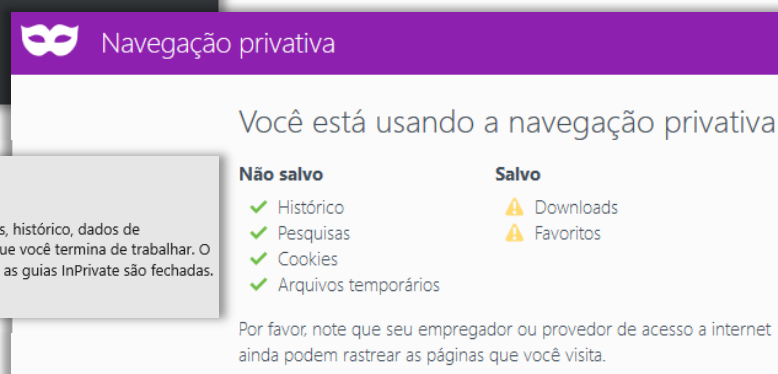 Navegação privativa
Você está usando a navegação privativa
Não salvo
Salvo
Histórico
Downloads
Pesquisas
Favoritos
Cookies
Arquivos temporários
Por favor, note que seu empregador ou provedor de acesso a internet
ainda podem rastrear as páginas que você visita.
histórico, dados de
você termina de trabalhar. O
as guias InPrivate são fechadas.